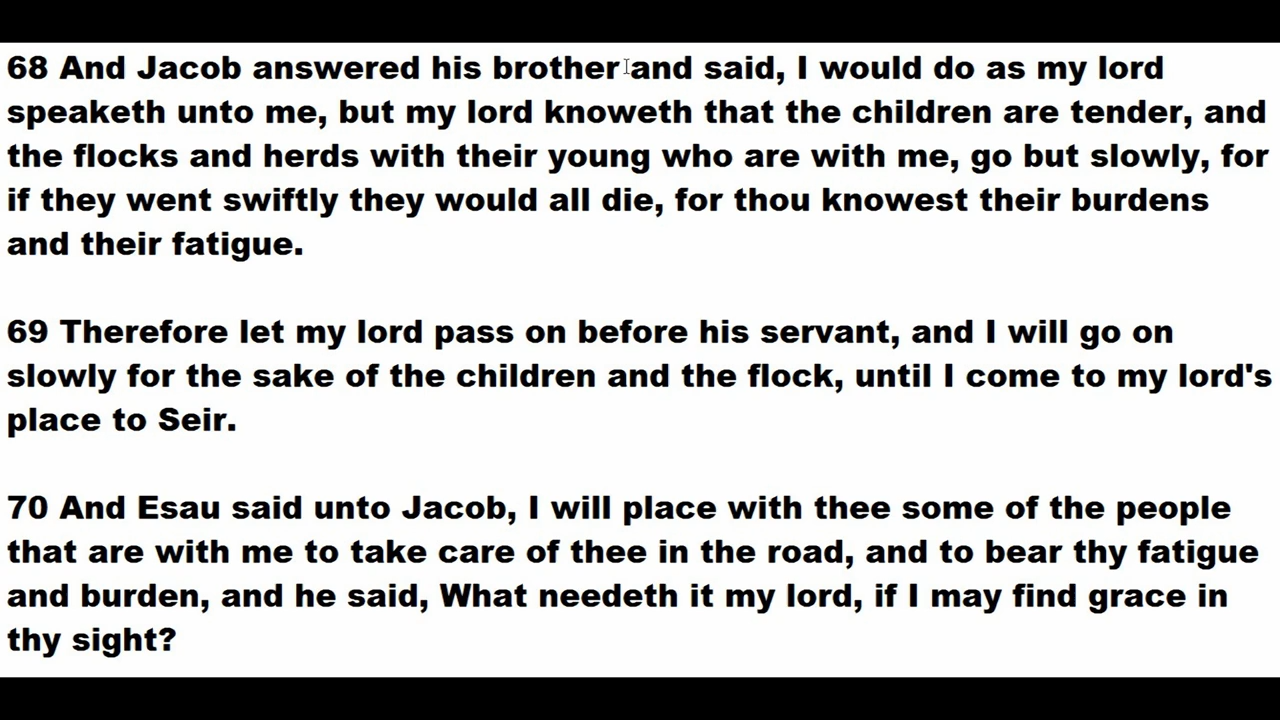 68 And Jacob answered his brother and said, I would do as my lord
speaketh unto me, but my lord knoweth that the children are tender, and
the flocks and herds with their young who are with me, go but slowly, for
if they went swiftly they would all die, for thou knowest their burdens
and their fatigue.
69 Therefore let my lord pass on before his servant, and I will go on
slowly for the sake of the children and the flock, until I come to my lord's
place to Seir.
70 And Esau said unto Jacob, I will place with thee some of the people
that are with me to take care of thee in the road, and to bear thy fatigue
and burden, and he said, What needeth it my lord, if I may find grace in
thy sight?